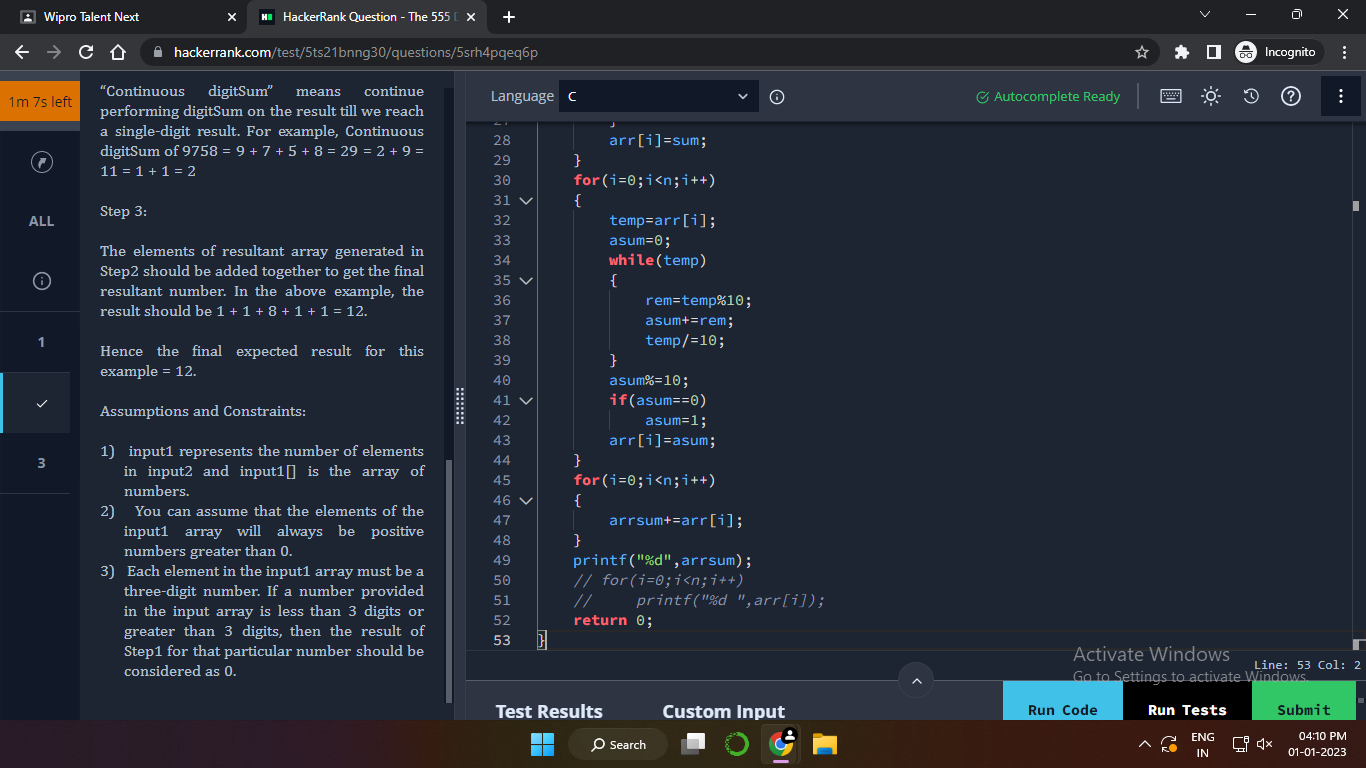 Wipro Talent Next
HackerRank Question - The 555 D
hackerrank.com/test/5ts21bnng30/questions/5srh4pqeq6p
Incognito
1m 7s left
ALL
1
3
“Continuous digitSum” means continue
performing digitSum on the result till we reach
a single-digit result. For example, Continuous
digitSum of 9758 = 9 + 7 + 5 + 8 = 29 = 2 + 9 =
11 = 1 + 1 = 2
Step 3:
The elements of resultant array generated in
Step2 should be added together to get the final
resultant number. In the above example, the
result should be 1 + 1 + 8 + 1 + 1 = 12.
Hence the final expected result for this
example = 12.
Assumptions and Constraints:
1) input1 represents the number of elements
in input2 and input1[] is the array of
numbers.
2) You can assume that the elements of the
input1 array will always be positive
numbers greater than 0.
3) Each element in the input1 array must be a
three-digit number. If a number provided
in the input array is less than 3 digits or
greater than 3 digits, then the result of
Step1 for that particular number should be
considered as 0.
Language C
Autocomplete Ready
28 arr[i]=sum;
29 }
30 for(i=0;i<n;i++)
31 {
32 temp=arr[i];
33 asum=0;
34 while(temp)
35 {
36 rem=temp%10;
37 asum+=rem;
38 temp/=10;
39 }
40 asum%=10;
41 if(asum==0)
42 asum=1;
43 arr[i]=asum;
44 }
45 for(i=0;i<n;i++)
46 {
47 arrsum+=arr[i];
48 }
49 printf("%d",arrsum);
50 // for(i=0;i<n;i++)
51 // printf("%d ",arr[i]);
52 return 0;
53 }
Activate Windows
Go to Settings to activate Windows.
Line: 53 Col: 2
Test Results
Custom Input
Run Code
Run Tests
Submit
Search
ENG
IN
04:10 PM
01-01-2023